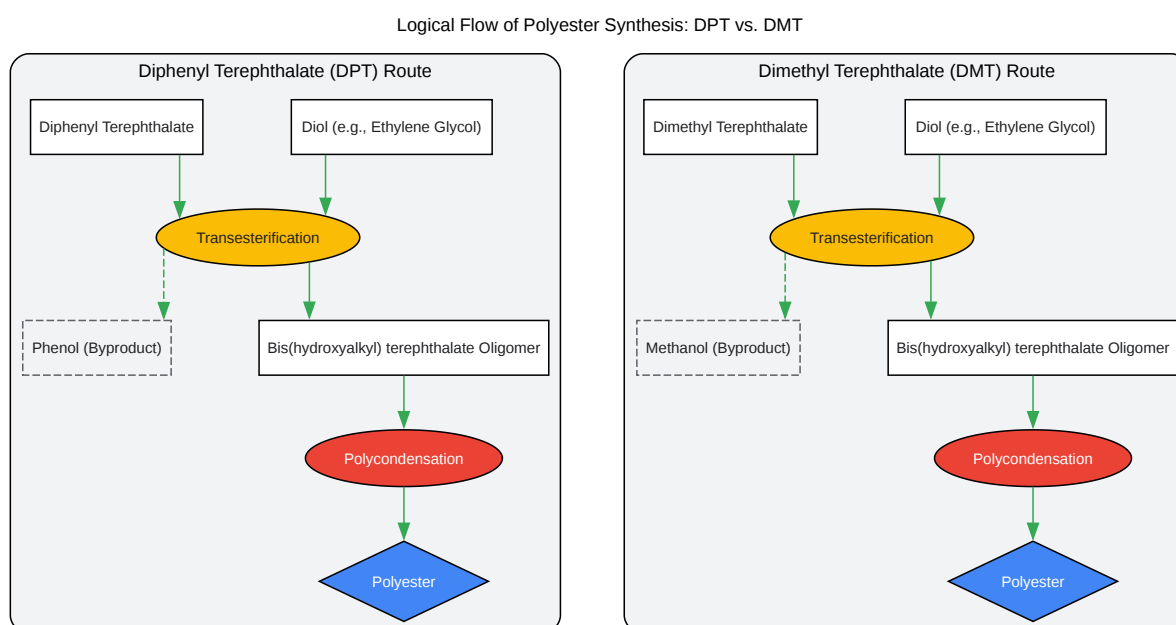 Logical Flow of Polyester Synthesis: DPT vs. DMT
Diphenyl Terephthalate (DPT) Route
Diphenyl Terephthalate
Diol (e.g., Ethylene Glycol)
Transesterification
Phenol (Byproduct)
Bis(hydroxyalkyl) terephthalate Oligomer
Polycondensation
Polyester
Dimethyl Terephthalate (DMT) Route
Dimethyl Terephthalate
Diol (e.g., Ethylene Glycol)
Transesterification
Methanol (Byproduct)
Bis(hydroxyalkyl) terephthalate Oligomer
Polycondensation
Polyester